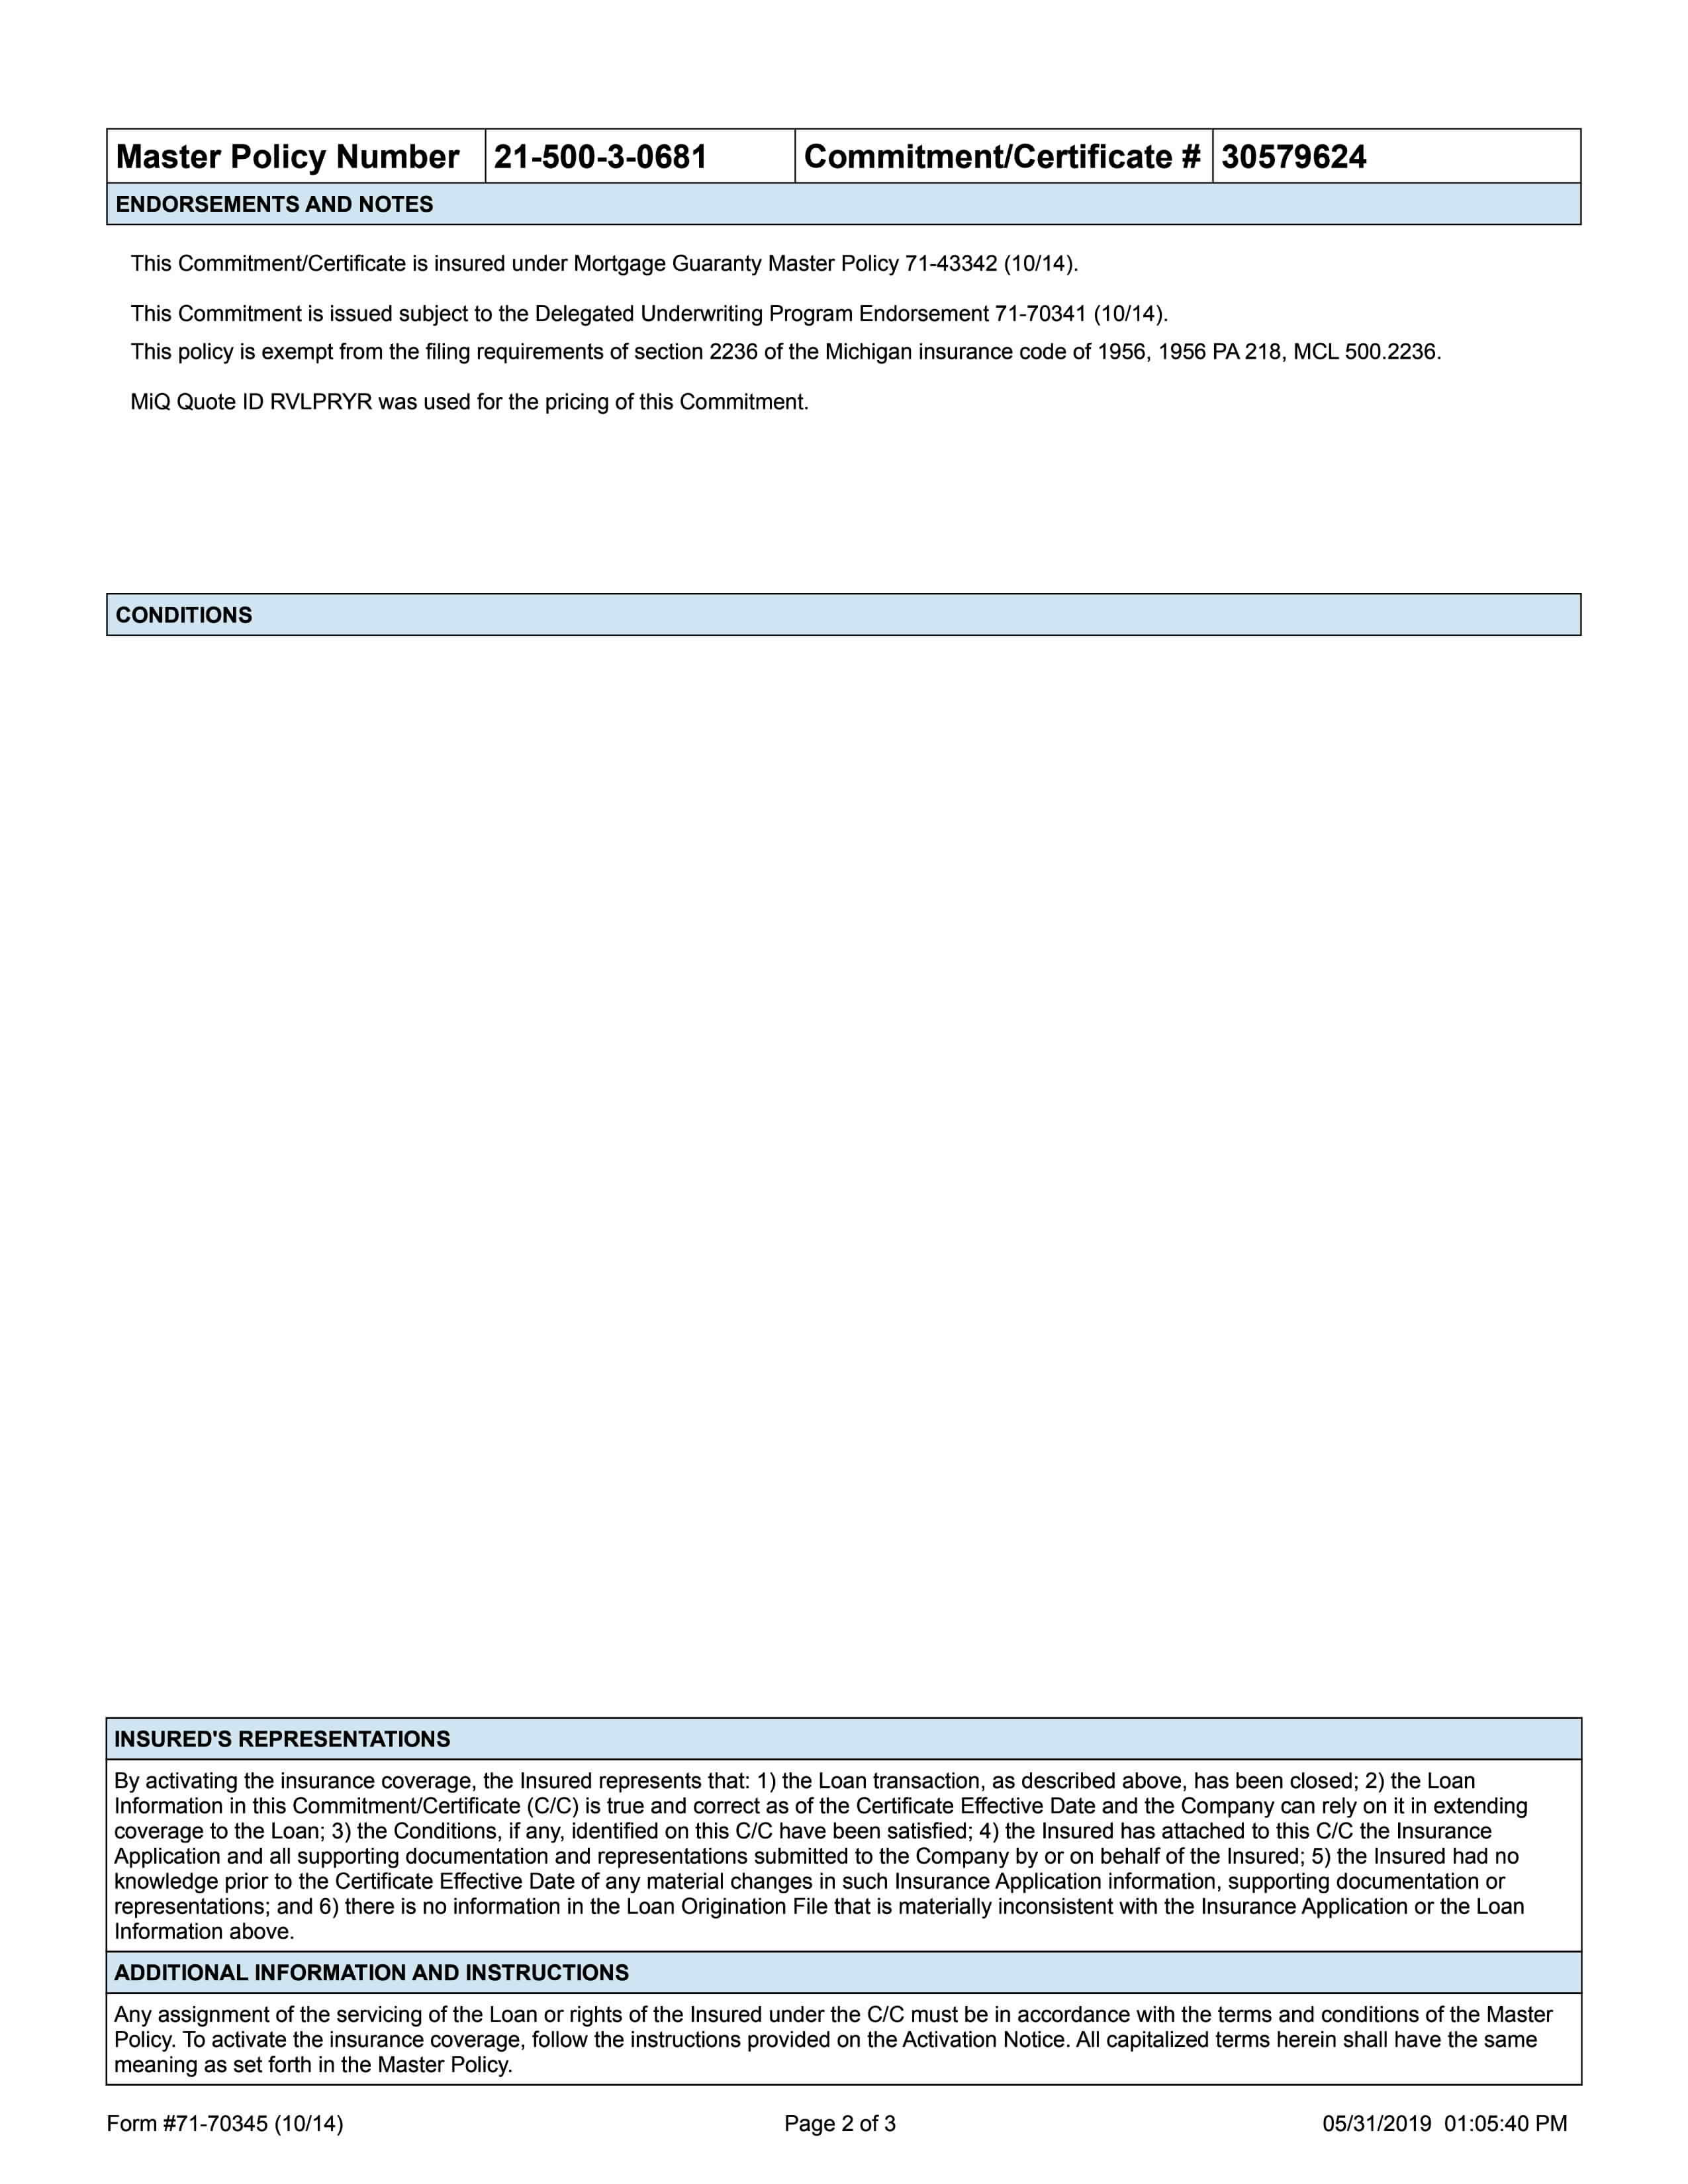 Master Policy Number 21-500-3-0681 Commitment/Certificate # 30579624
ENDORSEMENTS AND NOTES
This Commitment/Certificate is insured under Mortgage Guaranty Master Policy 71-43342 (10/14).
This Commitment is issued subject to the Delegated Underwriting Program Endorsement 71-70341 (10/14).
This policy is exempt from the filing requirements of section 2236 of the Michigan insurance code of 1956, 1956 PA 218, MCL 500.2236.
MiQ Quote ID RVLPRYR was used for the pricing of this Commitment.
CONDITIONS
INSURED'S REPRESENTATIONS
By activating the insurance coverage, the Insured represents that: 1) the Loan transaction, as described above, has been closed; 2) the Loan
Information in this Commitment/Certificate (C/C) is true and correct as of the Certificate Effective Date and the Company can rely on it in extending
coverage to the Loan; 3) the Conditions, if any, identified on this C/C have been satisfied; 4) the Insured has attached to this C/C the Insurance
Application and all supporting documentation and representations submitted to the Company by or on behalf of the Insured; 5) the Insured had no
knowledge prior to the Certificate Effective Date of any material changes in such Insurance Application information, supporting documentation or
representations; and 6) there is no information in the Loan Origination File that is materially inconsistent with the Insurance Application or the Loan
Information above.
ADDITIONAL INFORMATION AND INSTRUCTIONS
Any assignment of the servicing of the Loan or rights of the Insured under the C/C must be in accordance with the terms and conditions of the Master
Policy. To activate the insurance coverage, follow the instructions provided on the Activation Notice. All capitalized terms herein shall have the same
meaning as set forth in the Master Policy.
Form #71-70345 (10/14) Page 2 of 3 05/31/2019 01:05:40 PM